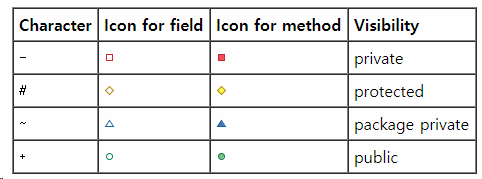 Character Icon for field Icon for method Visibility
- private
# protected
~ package private
+ public